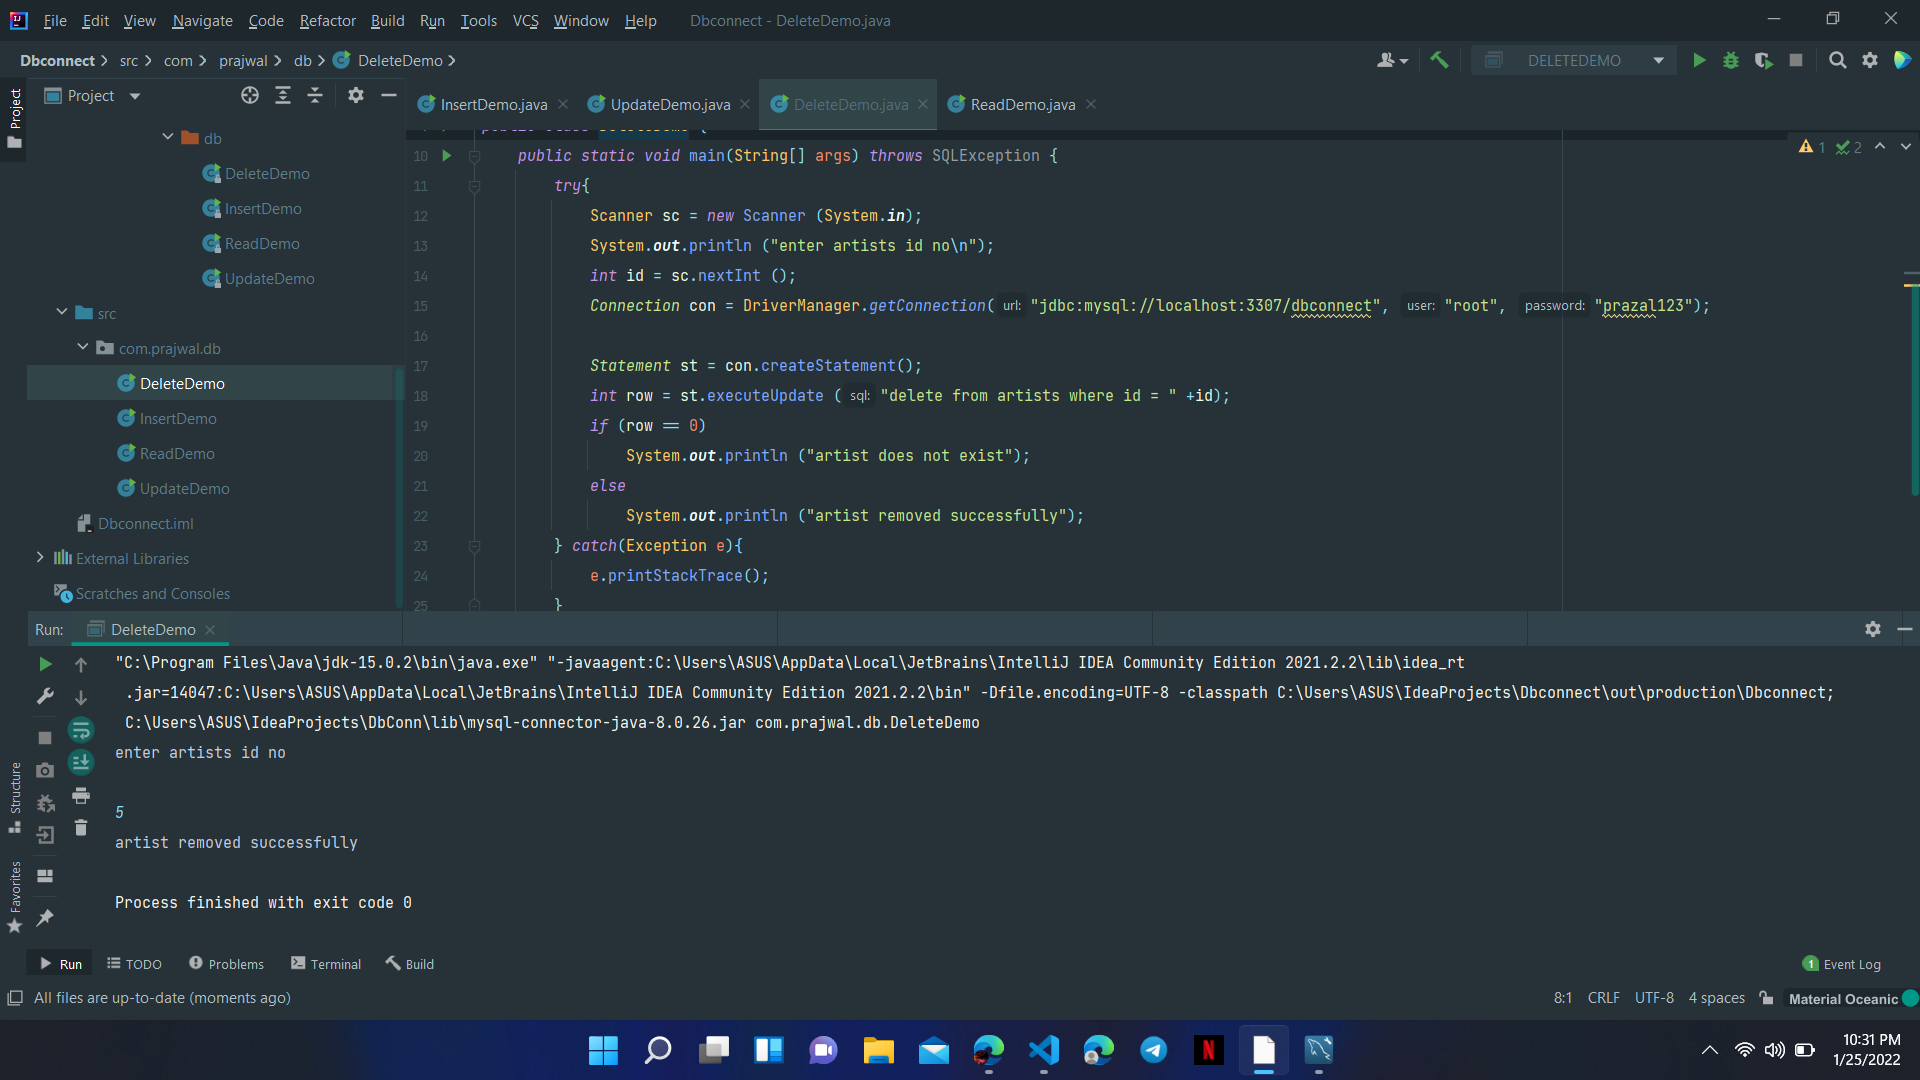 File Edit View Navigate Code Refactor Build Run Tools VCS Window Help Dbconnect - DeleteDemo.java
Dbconnect src com prajwal db DeleteDemo DELETEDEMO
Project
Project
InsertDemo.java UpdateDemo.java DeleteDemo.java ReadDemo.java
db
DeleteDemo
InsertDemo
ReadDemo
UpdateDemo
src
com.prajwal.db
DeleteDemo
InsertDemo
ReadDemo
UpdateDemo
Dbconnect.iml
External Libraries
Scratches and Consoles
1 2
10 public static void main(String[] args) throws SQLException {
11 try{
12 Scanner sc = new Scanner (System.in);
13 System.out.println ("enter artists id no\n");
14 int id = sc.nextInt ();
15 Connection con = DriverManager.getConnection( url: "jdbc:mysql://localhost:3307/dbconnect", user: "root", password: "prazal123");
16
17 Statement st = con.createStatement();
18 int row = st.executeUpdate ( sql: "delete from artists where id = " +id);
19 if (row == 0)
20 System.out.println ("artist does not exist");
21 else
22 System.out.println ("artist removed successfully");
23 } catch(Exception e){
24 e.printStackTrace();
25 }
Run: DeleteDemo
"C:\Program Files\Java\jdk-15.0.2\bin\java.exe" "-javaagent:C:\Users\ASUS\AppData\Local\JetBrains\IntelliJ IDEA Community Edition 2021.2.2\lib\idea_rt
.jar=14047:C:\Users\ASUS\AppData\Local\JetBrains\IntelliJ IDEA Community Edition 2021.2.2\bin" -Dfile.encoding=UTF-8 -classpath C:\Users\ASUS\IdeaProjects\Dbconnect\out\production\Dbconnect;
C:\Users\ASUS\IdeaProjects\DbConn\lib\mysql-connector-java-8.0.26.jar com.prajwal.db.DeleteDemo
enter artists id no
5
artist removed successfully
Process finished with exit code 0
Structure
Favorites
Run TODO Problems Terminal Build 1 Event Log
All files are up-to-date (moments ago) 8:1 CRLF UTF-8 4 spaces Material Oceanic
N
10:31 PM
1/25/2022